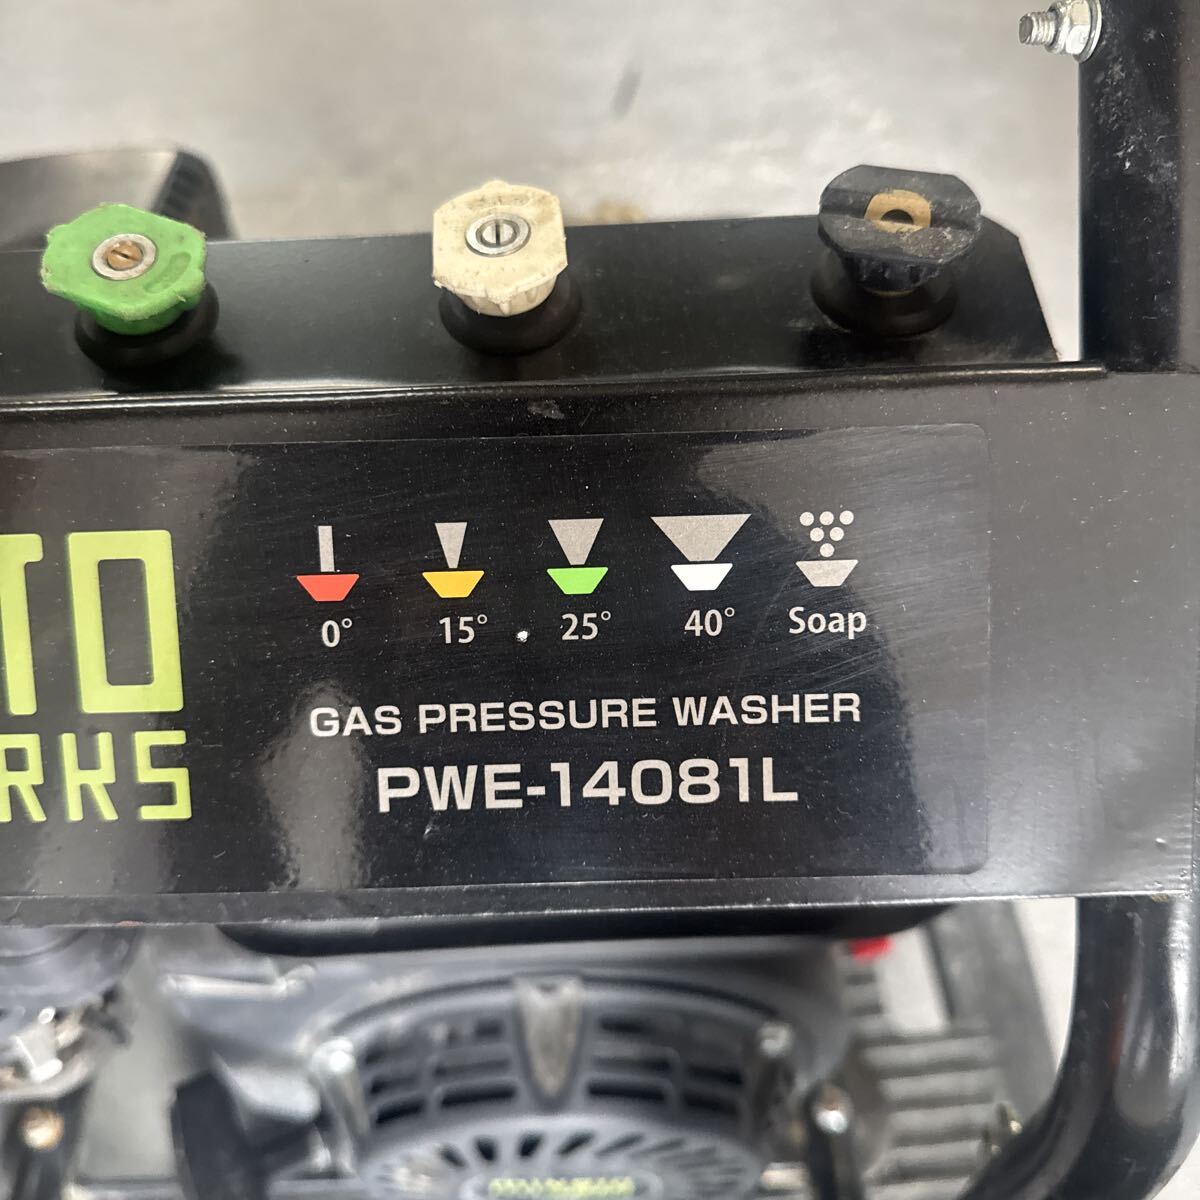 TO
RKS
0° 15° 25° 40° Soap
GAS PRESSURE WASHER
PWE-14081L